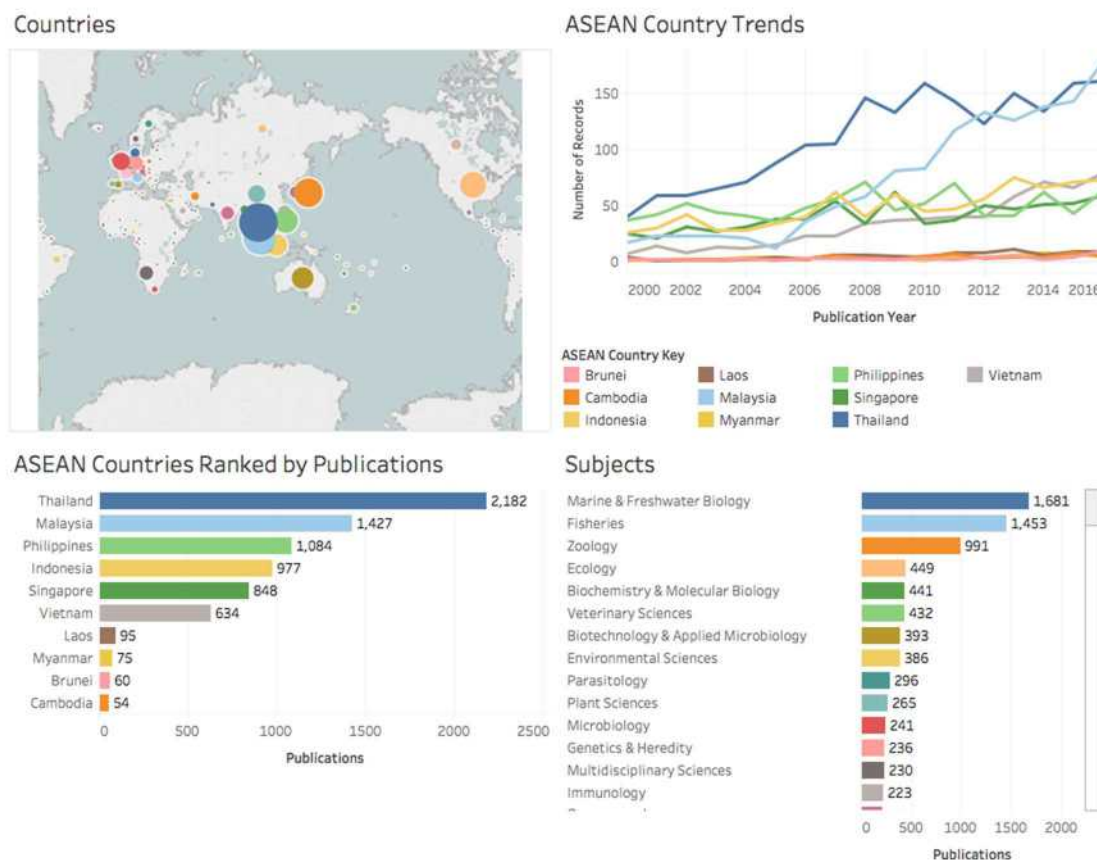 Countries
ASEAN Country Trends
Number of Records
150
100
50
0
2000 2002 2004 2006 2008 2010 2012 2014 2016
Publication Year
ASEAN Country Key
Brunei Laos Philippines Vietnam
Cambodia Malaysia Singapore
Indonesia Myanmar Thailand
ASEAN Countries Ranked by Publications
Thailand 2,182
Malaysia 1,427
Philippines 1,084
Indonesia 977
Singapore 848
Vietnam 634
Laos 95
Myanmar 75
Brunei 60
Cambodia 54
0 500 1000 1500 2000 2500
Publications
Subjects
Marine & Freshwater Biology 1,681
Fisheries 1,453
Zoology 991
Ecology 449
Biochemistry & Molecular Biology 441
Veterinary Sciences 432
Biotechnology & Applied Microbiology 393
Environmental Sciences 386
Parasitology 296
Plant Sciences 265
Microbiology 241
Genetics & Heredity 236
Multidisciplinary Sciences 230
Immunology 223
0 500 1000 1500 2000
Publications